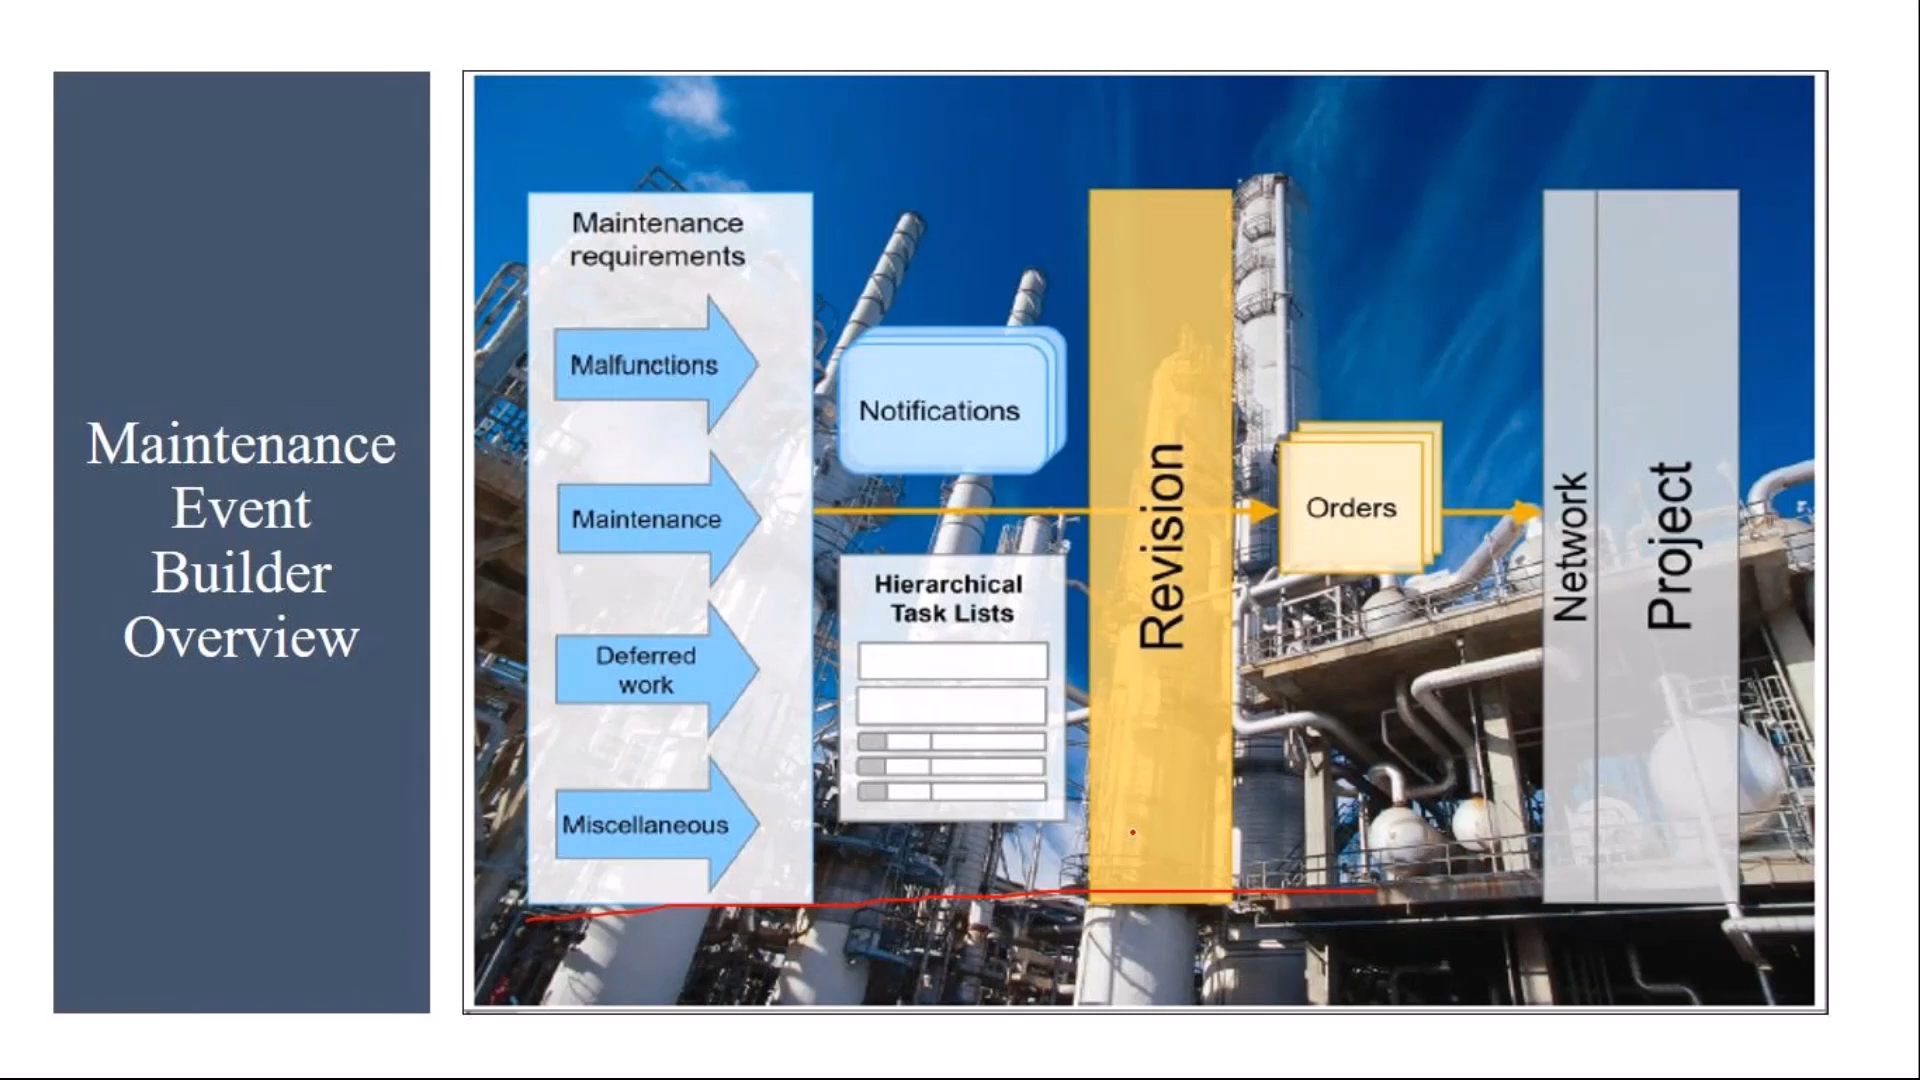 Maintenance
Event
Builder
Overview
Maintenance
requirements
Malfunctions
Maintenance
Deferred
work
Miscellaneous
Notifications
Hierarchical
Task Lists
Revision
Orders
Network
Project